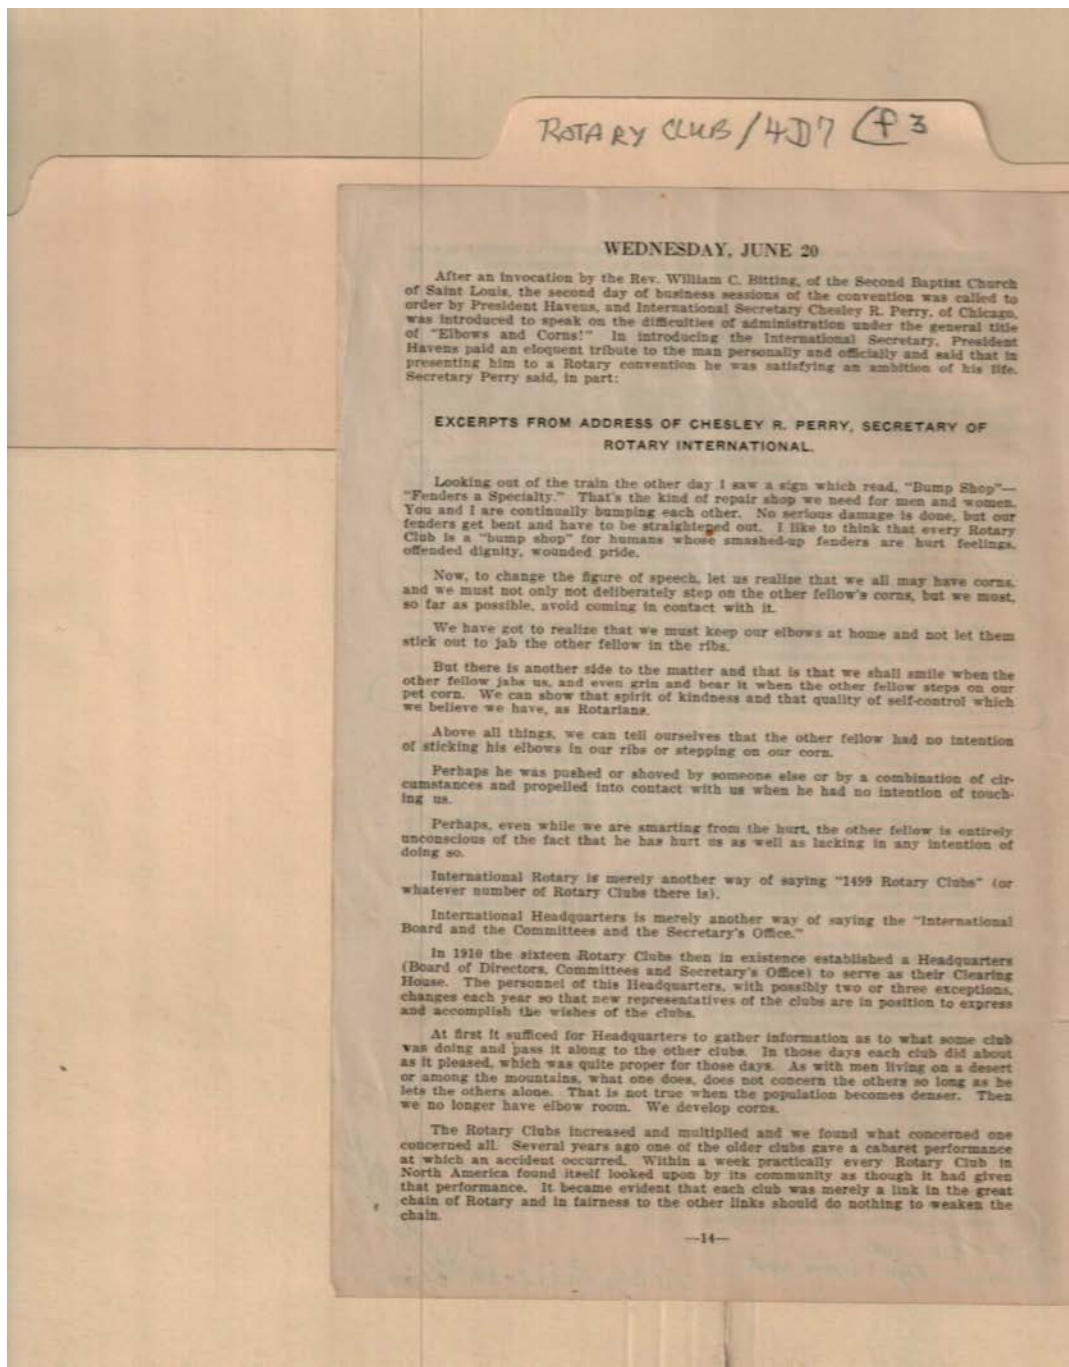 ROTARY CLUB/4D7 f3
WEDNESDAY, JUNE 20
After an invocation by the Rev. William C. Bitting, of the Second Baptist Church
of Saint Louis, the second day of business sessions of the convention was called to
order by President Havens, and International Secretary Chesley R. Perry, of Chicago,
was introduced to speak on the difficulties of administration under the general title
of "Elbows and Corns!" In introducing the International Secretary, President
Havens paid an eloquent tribute to the man personally and officially and said that in
presenting him to a Rotary convention he was satisfying an ambition of his life.
Secretary Perry said, in part:
EXCERPTS FROM ADDRESS OF CHESLEY R. PERRY, SECRETARY OF
ROTARY INTERNATIONAL.
Looking out of the train the other day I saw a sign which read, "Bump Shop"—
"Fenders a Specialty." That's the kind of repair shop we need for men and women.
You and I are continually bumping each other. No serious damage is done, but our
fenders get bent and have to be straightened out. I like to think that every Rotary
Club is a "bump shop" for humans whose smashed-up fenders are hurt feelings,
offended dignity, wounded pride.
Now, to change the figure of speech, let us realize that we all may have corns,
and we must not only not deliberately step on the other fellow's corns, but we must,
so far as possible, avoid coming in contact with it.
We have got to realize that we must keep our elbows at home and not let them
stick out to jab the other fellow in the ribs.
But there is another side to the matter and that is that we shall smile when the
other fellow jabs us, and even grin and bear it when the other fellow steps on our
pet corn. We can show that spirit of kindness and that quality of self-control which
we believe we have, as Rotarians.
Above all things, we can tell ourselves that the other fellow had no intention
of sticking his elbows in our ribs or stepping on our corn.
Perhaps he was pushed or shoved by someone else or by a combination of cir-
cumstances and propelled into contact with us when he had no intention of touch-
ing us.
Perhaps, even while we are smarting from the hurt, the other fellow is entirely
unconscious of the fact that he has hurt us as well as lacking in any intention of
doing so.
International Rotary is merely another way of saying "1499 Rotary Clubs" (or
whatever number of Rotary Clubs there is).
International Headquarters is merely another way of saying the "International
Board and the Committees and the Secretary's Office."
In 1910 the sixteen Rotary Clubs then in existence established a Headquarters
(Board of Directors, Committees and Secretary's Office) to serve as their Clearing
House. The personnel of this Headquarters, with possibly two or three exceptions,
changes each year so that new representatives of the clubs are in position to express
and accomplish the wishes of the clubs.
At first it sufficed for Headquarters to gather information as to what some club
was doing and pass it along to the other clubs. In those days each club did about
as it pleased, which was quite proper for those days. As with men living on a desert
or among the mountains, what one does, does not concern the others so long as he
lets the others alone. That is not true when the population becomes denser. Then
we no longer have elbow room. We develop corns.
The Rotary Clubs increased and multiplied and we found what concerned one
concerned all. Several years ago one of the older clubs gave a cabaret performance
at which an accident occurred. Within a week practically every Rotary Club in
North America found itself looked upon by its community as though it had given
that performance. It became evident that each club was merely a link in the great
chain of Rotary and in fairness to the other links should do nothing to weaken the
chain.
—14—